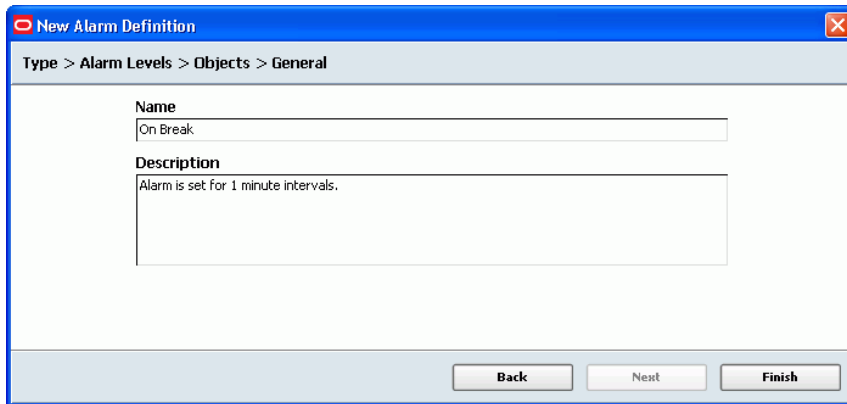 New Alarm Definition
Type > Alarm Levels > Objects > General
Name
On Break
Description
Alarm is set for 1 minute intervals.
Back Next Finish